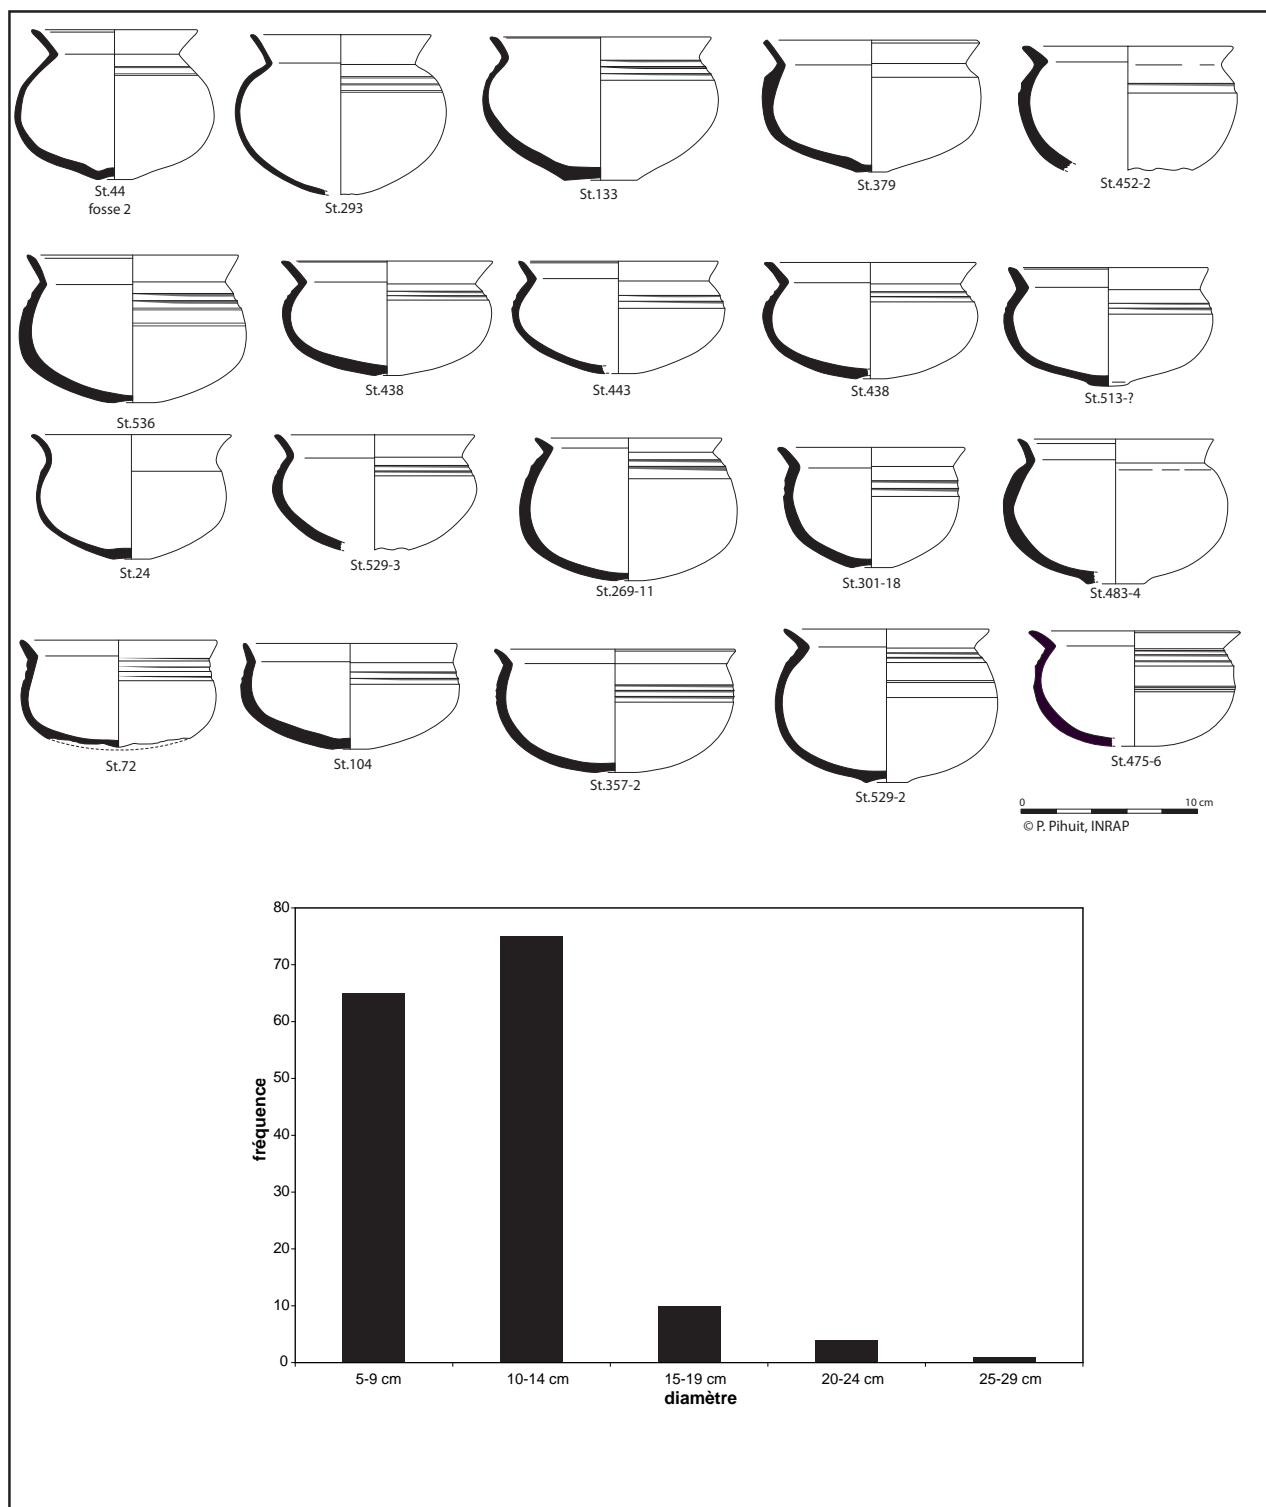 St.44
fosse 2
St.293
St.133
St.379
St.452-2
St.536
St.438
St.443
St.438
St.513-?
St.24
St.529-3
St.269-11
St.301-18
St.483-4
St.72
St.104
St.357-2
St.529-2
St.475-6
0 10 cm
© P. Pihuit, INRAP
80
70
60
50
40
30
20
10
0
fréquence
5-9 cm 10-14 cm 15-19 cm 20-24 cm 25-29 cm
diamètre